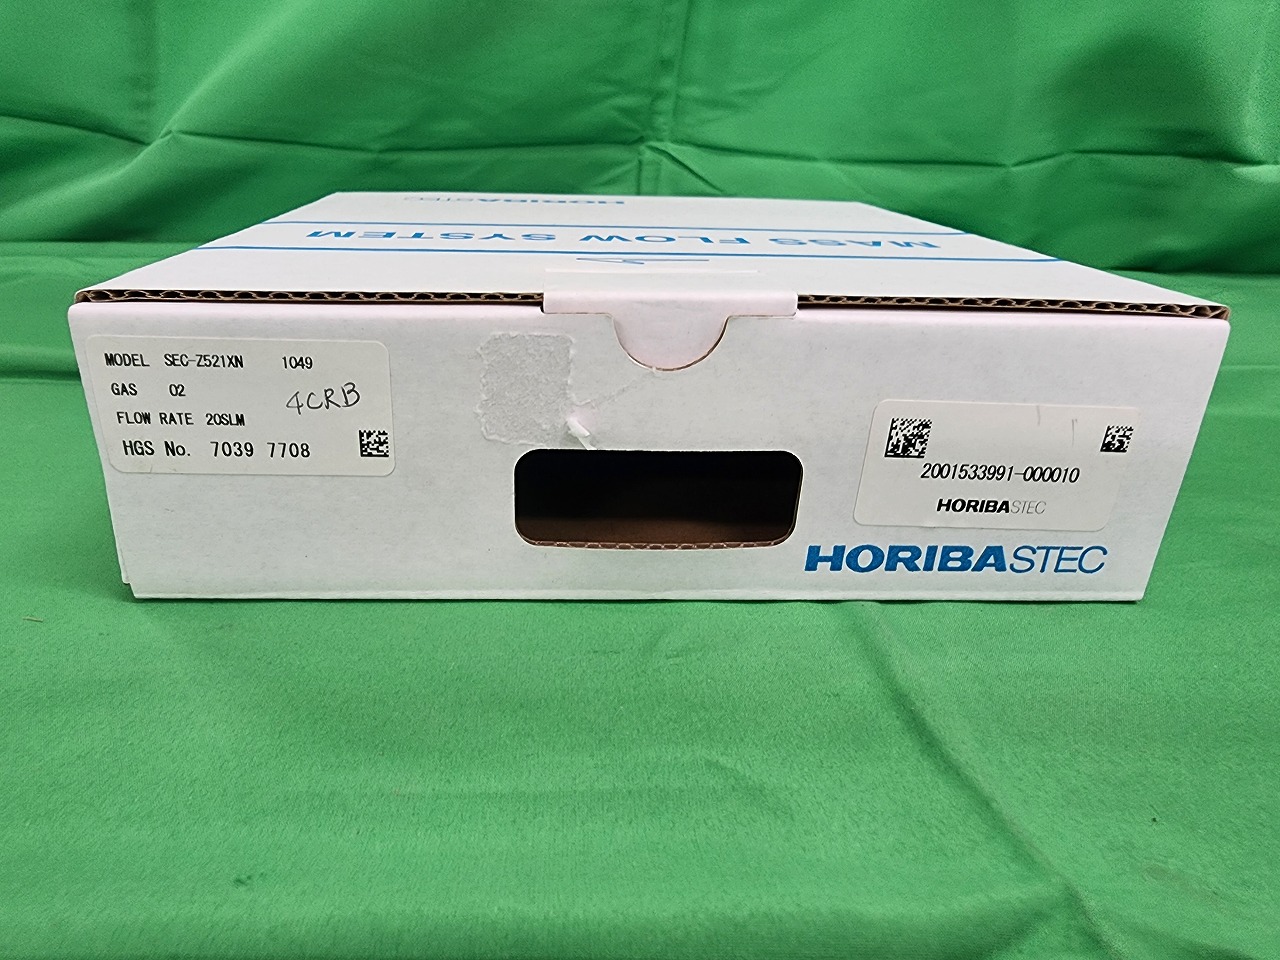 HORIBASTEC
MASS FLOW SYSTEM
MODEL SEC-Z521XN 1049
GAS O2
4CRB
FLOW RATE 20SLM
HGS No. 7039 7708
2001533991-000010
HORIBASTEC
HORIBASTEC